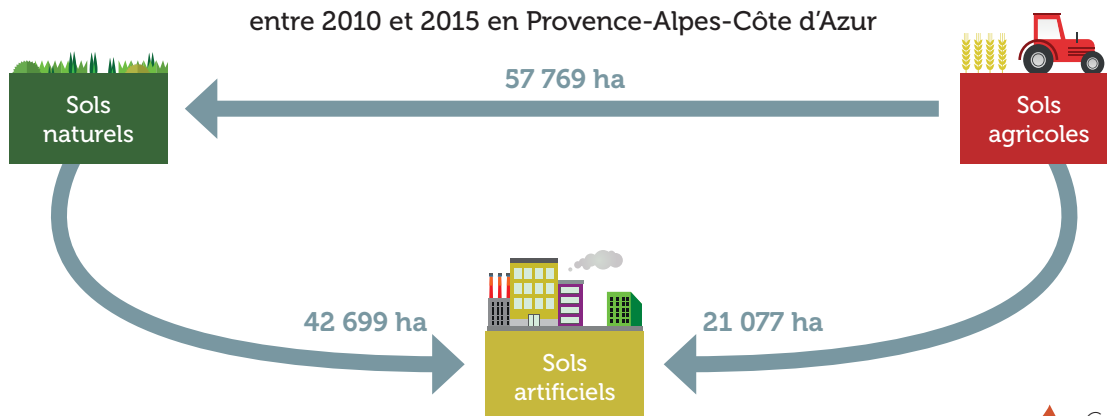 entre 2010 et 2015 en Provence-Alpes-Côte d’Azur
57 769 ha
Sols
naturels
Sols
agricoles
42 699 ha
21 077 ha
Sols
artificiels